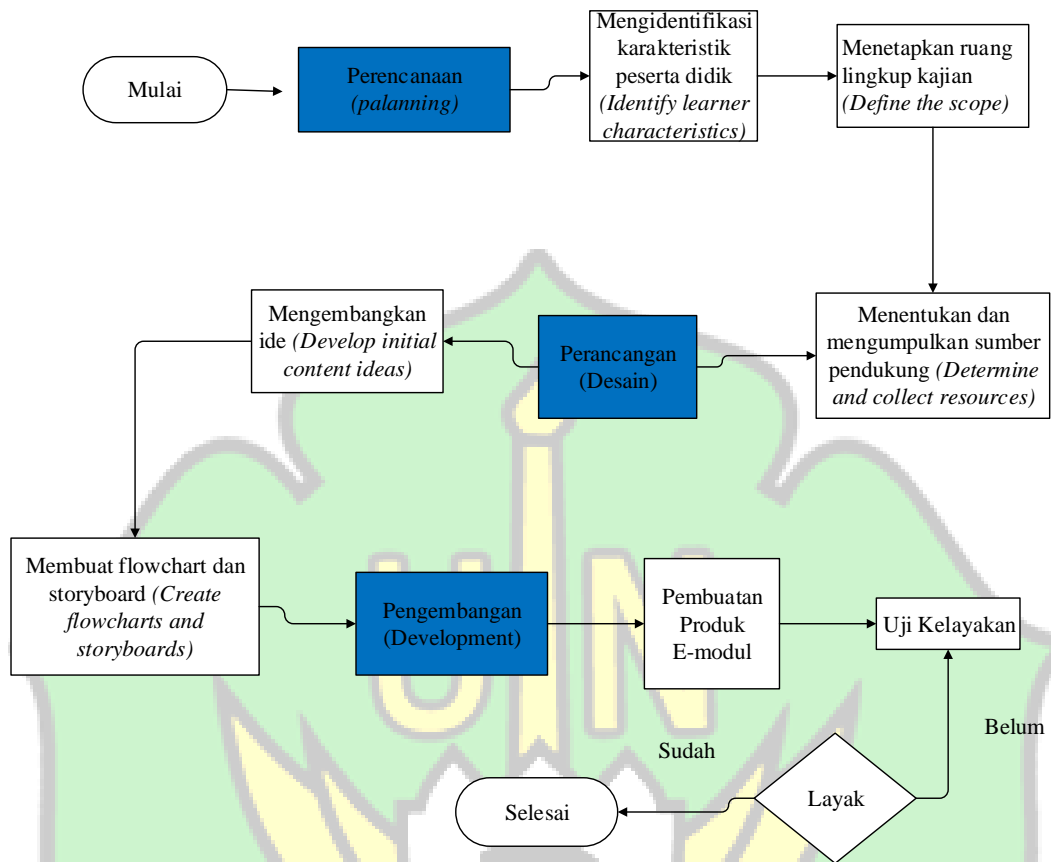 Mulai
Perencanaan
(palanning)
Mengidentifikasi
karakteristik
peserta didik
(Identify learner
characteristics)
Menetapkan ruang
lingkup kajian
(Define the scope)
Mengembangkan
ide (Develop initial
content ideas)
Perancangan
(Desain)
Menentukan dan
mengumpulkan sumber
pendukung (Determine
and collect resources)
Membuat flowchart dan
storyboard (Create
flowcharts and
storyboards)
Pengembangan
(Development)
Pembuatan
Produk
E-modul
Uji Kelayakan
U I N
Sudah
Belum
Selesai
Layak